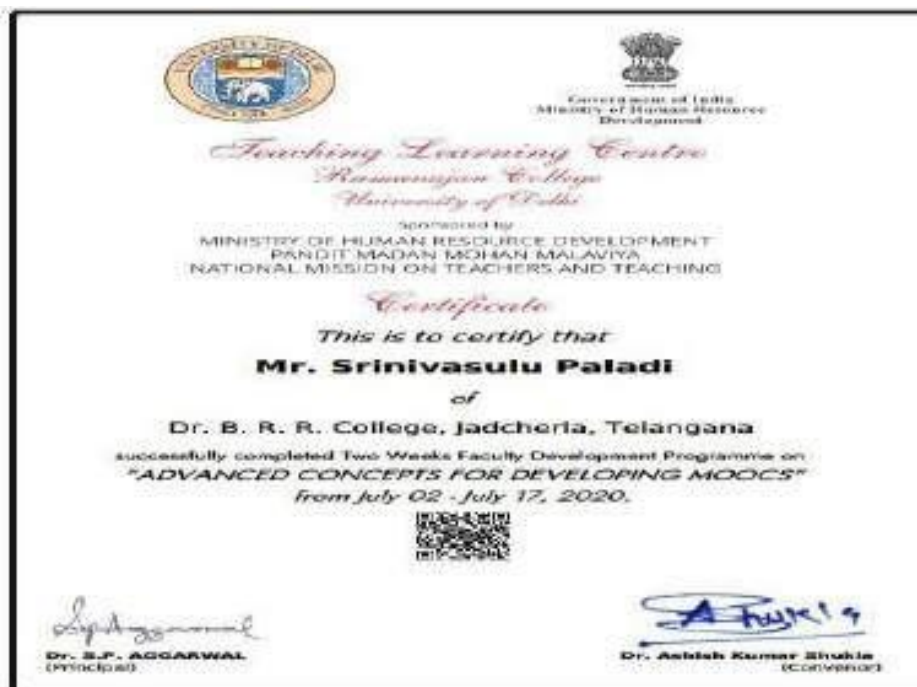 UNIVERSITY OF DELHI
Government of India
Ministry of Human Resource
Development
Teaching Learning Centre
Ramanujan College
University of Delhi
Sponsored by
MINISTRY OF HUMAN RESOURCE DEVELOPMENT
PANDIT MADAN MOHAN MALAVIYA
NATIONAL MISSION ON TEACHERS AND TEACHING
Certificate
This is to certify that
Mr. Srinivasulu Paladi
of
Dr. B. R. R. College, Jadcherla, Telangana
successfully completed Two Weeks Faculty Development Programme on
"ADVANCED CONCEPTS FOR DEVELOPING MOOCS"
from July 02 - July 17, 2020.
Dr. S.P. AGGARWAL
(Principal)
Dr. Ashish Kumar Shukla
(Convenor)